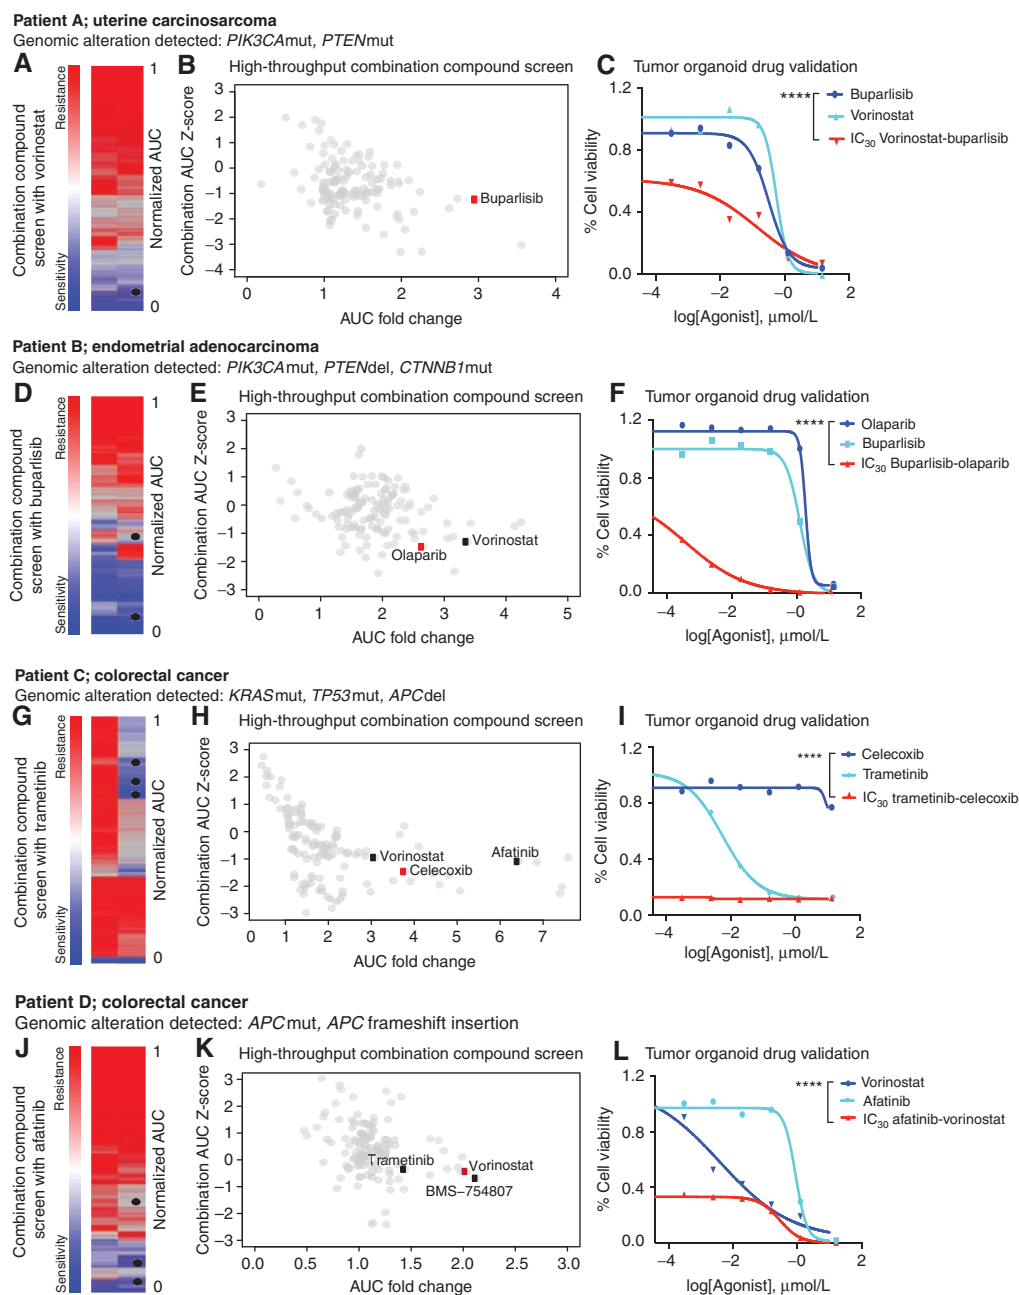 Patient A; uterine carcinosarcoma
Genomic alteration detected: PIK3CAmut, PTENmut
A
Combination compound
screen with vorinostat
Resistance
Sensitivity
1
Normalized AUC
0
B
High-throughput combination compound screen
Combination AUC Z-score
3
2
1
0
−1
−2
−3
−4
Buparlisib
0 1 2 3 4
AUC fold change
C
Tumor organoid drug validation
% Cell viability
1.2
0.8
0.4
0.0
****
Buparlisib
Vorinostat
IC30 Vorinostat-buparlisib
−4 −2 −0 2
log[Agonist], μmol/L
Patient B; endometrial adenocarcinoma
Genomic alteration detected: PIK3CAmut, PTENdel, CTNNB1mut
D
Combination compound
screen with buparlisib
Resistance
Sensitivity
1
Normalized AUC
0
E
High-throughput combination compound screen
Combination AUC Z-score
3
2
1
0
−1
−2
−3
Vorinostat
Olaparib
0 1 2 3 4 5
AUC fold change
F
Tumor organoid drug validation
% Cell viability
1.2
0.8
0.4
0.0
****
Olaparib
Buparlisib
IC30 Buparlisib-olaparib
−4 −2 −0 2
log[Agonist], μmol/L
Patient C; colorectal cancer
Genomic alteration detected: KRASmut, TP53mut, APCdel
G
Combination compound
screen with trametinib
Resistance
Sensitivity
1
Normalized AUC
0
H
High-throughput combination compound screen
Combination AUC Z-score
3
2
1
0
−1
−2
−3
Vorinostat
Celecoxib
Afatinib
0 1 2 3 4 5 6 7
AUC fold change
I
Tumor organoid drug validation
% Cell viability
1.2
0.8
0.4
0.0
****
Celecoxib
Trametinib
IC30 trametinib-celecoxib
−4 −2 −0 2
log[Agonist], μmol/L
Patient D; colorectal cancer
Genomic alteration detected: APCmut, APC frameshift insertion
J
Combination compound
screen with afatinib
Resistance
Sensitivity
1
Normalized AUC
0
K
High-throughput combination compound screen
Combination AUC Z-score
3
2
1
0
−1
−2
−3
Trametinib
Vorinostat
BMS−754807
0.0 0.5 1.0 1.5 2.0 2.5 3.0
AUC fold change
L
Tumor organoid drug validation
% Cell viability
1.2
0.8
0.4
0.0
****
Vorinostat
Afatinib
IC30 afatinib-vorinostat
−4 −2 −0 2
log[Agonist], μmol/L